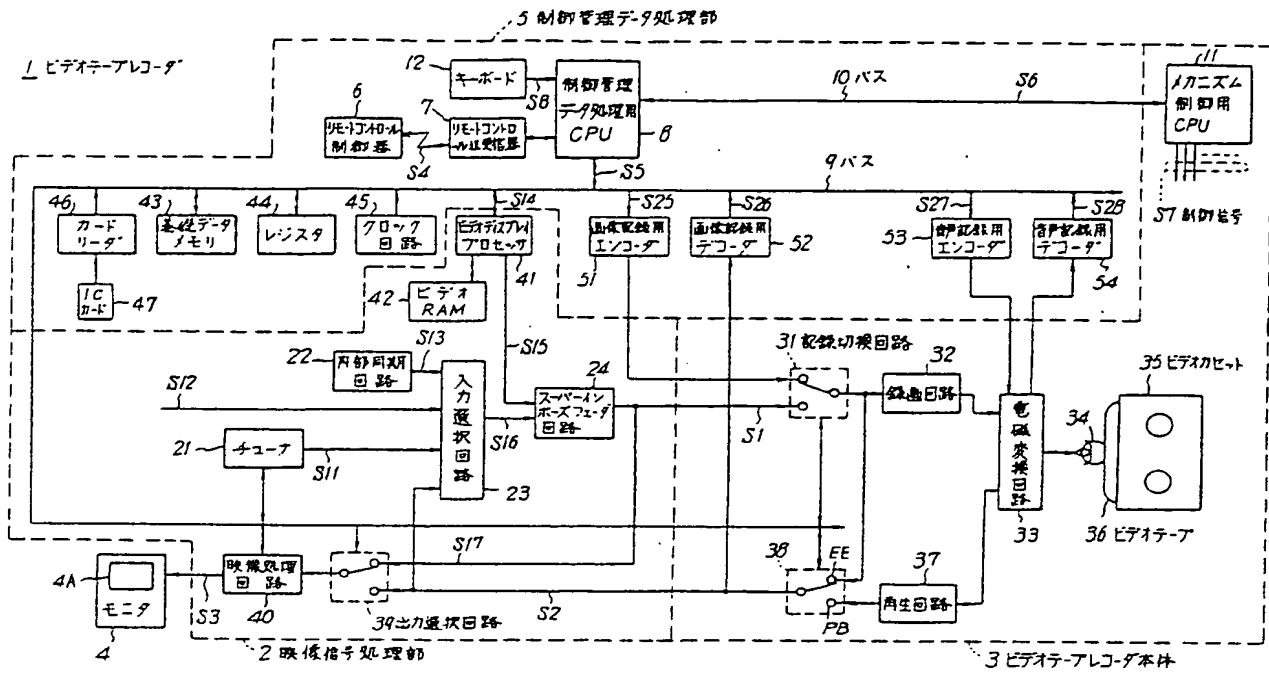 5 制御管理データ処理部
1 ビデオテープレコーダ
12
キーボード
S8
制御管理
データ処理用
CPU
8
10 バス
S6
11
メカニズム
制御用
CPU
6
リモートコントロール
制御器
S4
7
リモートコントロ
ール送受信器
S5
9 バス
S7 制御信号
46
カード
リーダ
43
基礎データ
メモリ
44
レジスタ
45
クロック
回路
S14
ビデオディスプレイ
プロセッサ
41
S25
画像記録用
エンコーダ
51
S26
画像記録用
デコーダ
52
S27
53
音声記録用
エンコーダ
S28
音声記録用
デコーダ
54
IC
カード
47
42
ビデオ
RAM
S15
22
内部同期
回路
S13
S12
21
チューナ
S11
入力選択回路
23
S16
24
スーパーイン
ポーズフェーダ
回路
31 記録切換回路
S1
32
録画回路
電磁変換回路
33
34
35 ビデオカセット
36 ビデオテープ
4A
モニタ
4
S3
映像処理
回路
40
S17
39 出力選択回路
S2
38
EE
PB
37
再生回路
2 映像信号処理部
3 ビデオテープレコーダ本体